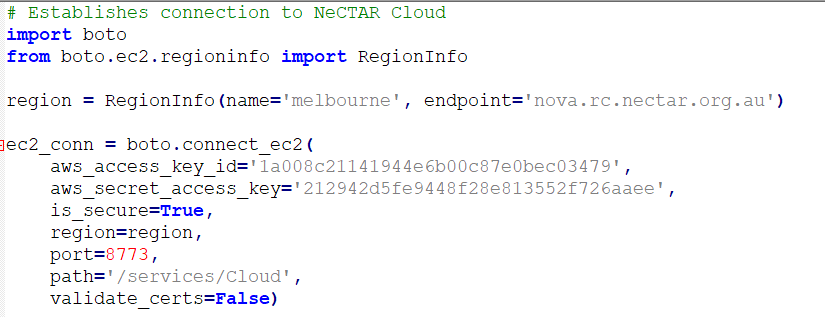 # Establishes connection to NeCTAR Cloud
import boto
from boto.ec2.regioninfo import RegionInfo
region = RegionInfo(name='melbourne', endpoint='nova.rc.nectar.org.au')
ec2_conn = boto.connect_ec2(
aws_access_key_id='1a008c21141944e6b00c87e0bec03479',
aws_secret_access_key='212942d5fe9448f28e813552f726aaee',
is_secure=True,
region=region,
port=8773,
path='/services/Cloud',
validate_certs=False)